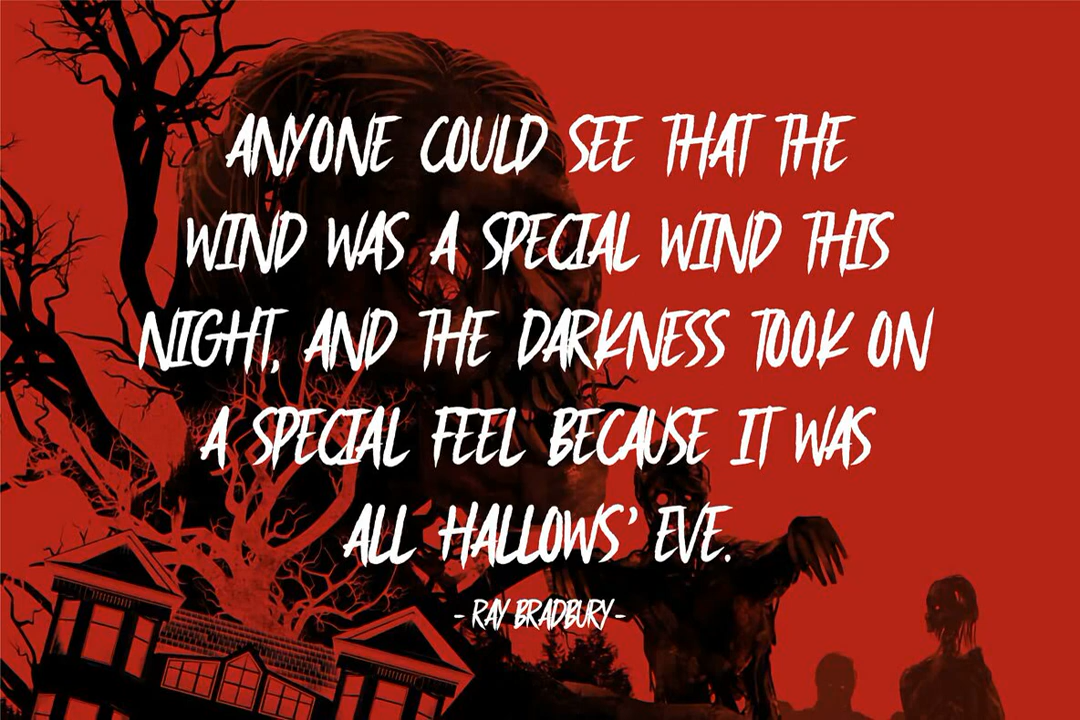 ANYONE COULD SEE THAT THE
WIND WAS A SPECIAL WIND THIS
NIGHT, AND THE DARKNESS TOOK ON
A SPECIAL FEEL BECAUSE IT WAS
ALL HALLOWS' EVE.
- RAY BRADBURY -